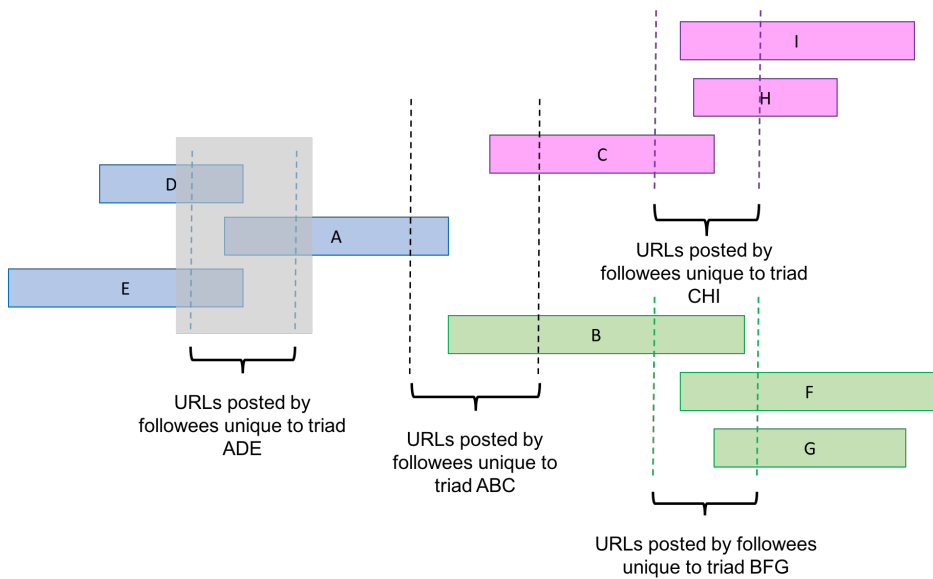 I
H
C
D
A
E
URLs posted by
followees unique to triad
CHI
B
F
G
URLs posted by
followees unique to triad
ADE
URLs posted by
followees unique to
triad ABC
URLs posted by followees
unique to triad BFG